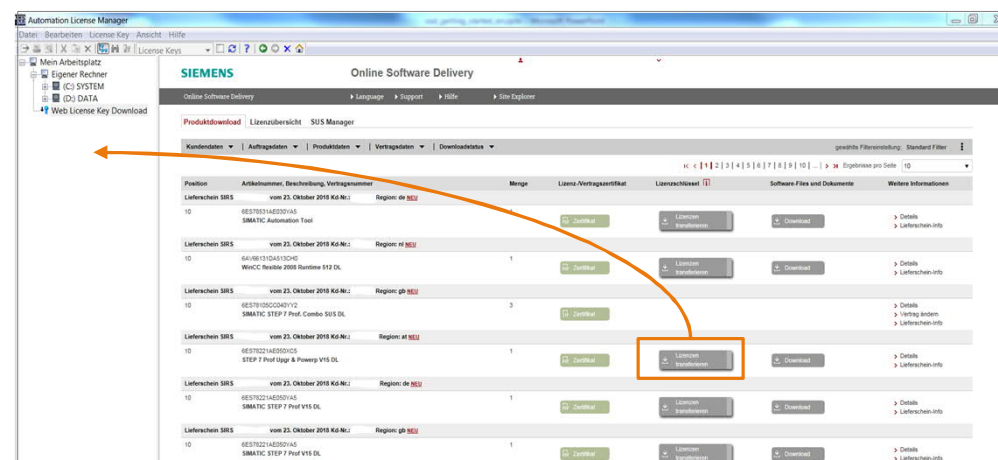 Automation License Manager
Datei Bearbeiten License Key Ansicht Hilfe
License Keys
Mein Arbeitsplatz
Eigener Rechner
(C:) SYSTEM
(D:) DATA
Web License Key Download
SIEMENS
Online Software Delivery
Online Software Delivery Language Support Hilfe Site Explorer
Produktdownload Lizenzübersicht SUS Manager
Kundendaten | Auftragsdaten | Produktdaten | Vertragsdaten | Downloadstatus gewählte Filtereinstellung: Standard Filter
| 1 | 2 | 3 | 4 | 5 | 6 | 7 | 8 | 9 | 10 | ... | Ergebnisse pro Seite 10
Position Artikelnummer, Beschreibung, Vertragsnummer Menge Lizenz-/Vertragszertifikat Lizenzschlüssel Software-Files und Dokumente Weitere Informationen
Lieferschein SIRS vom 23. Oktober 2018 Kd-Nr.: Region: de NEU
10 1
SIMATIC Automation Tool
Zertifikat
Lizenzen transferieren
Download
Details
Lieferschein-Info
Lieferschein SIRS vom 23. Oktober 2018 Kd-Nr.: Region: nl NEU
10 1
WinCC flexible 2008 Runtime 512 DL
Zertifikat
Lizenzen transferieren
Download
Details
Lieferschein-Info
Lieferschein SIRS vom 23. Oktober 2018 Kd-Nr.: Region: gb NEU
10 3
SIMATIC STEP 7 Prof. Combo SUS DL
Zertifikat
Details
Vertrag ändern
Lieferschein-Info
Lieferschein SIRS vom 23. Oktober 2018 Kd-Nr.: Region: at NEU
10 1
STEP 7 Prof Upgr & Powerp V15 DL
Zertifikat
Lizenzen transferieren
Download
Details
Lieferschein-Info
Lieferschein SIRS vom 23. Oktober 2018 Kd-Nr.: Region: de NEU
10 6ES78221AE050YA5 1
SIMATIC STEP 7 Prof V15 DL
Zertifikat
Lizenzen transferieren
Download
Details
Lieferschein-Info
Lieferschein SIRS vom 23. Oktober 2018 Kd-Nr.: Region: gb NEU
10 6ES78221AE050YA5 1
SIMATIC STEP 7 Prof V15 DL
Zertifikat
Lizenzen transferieren
Download
Details
Lieferschein-Info